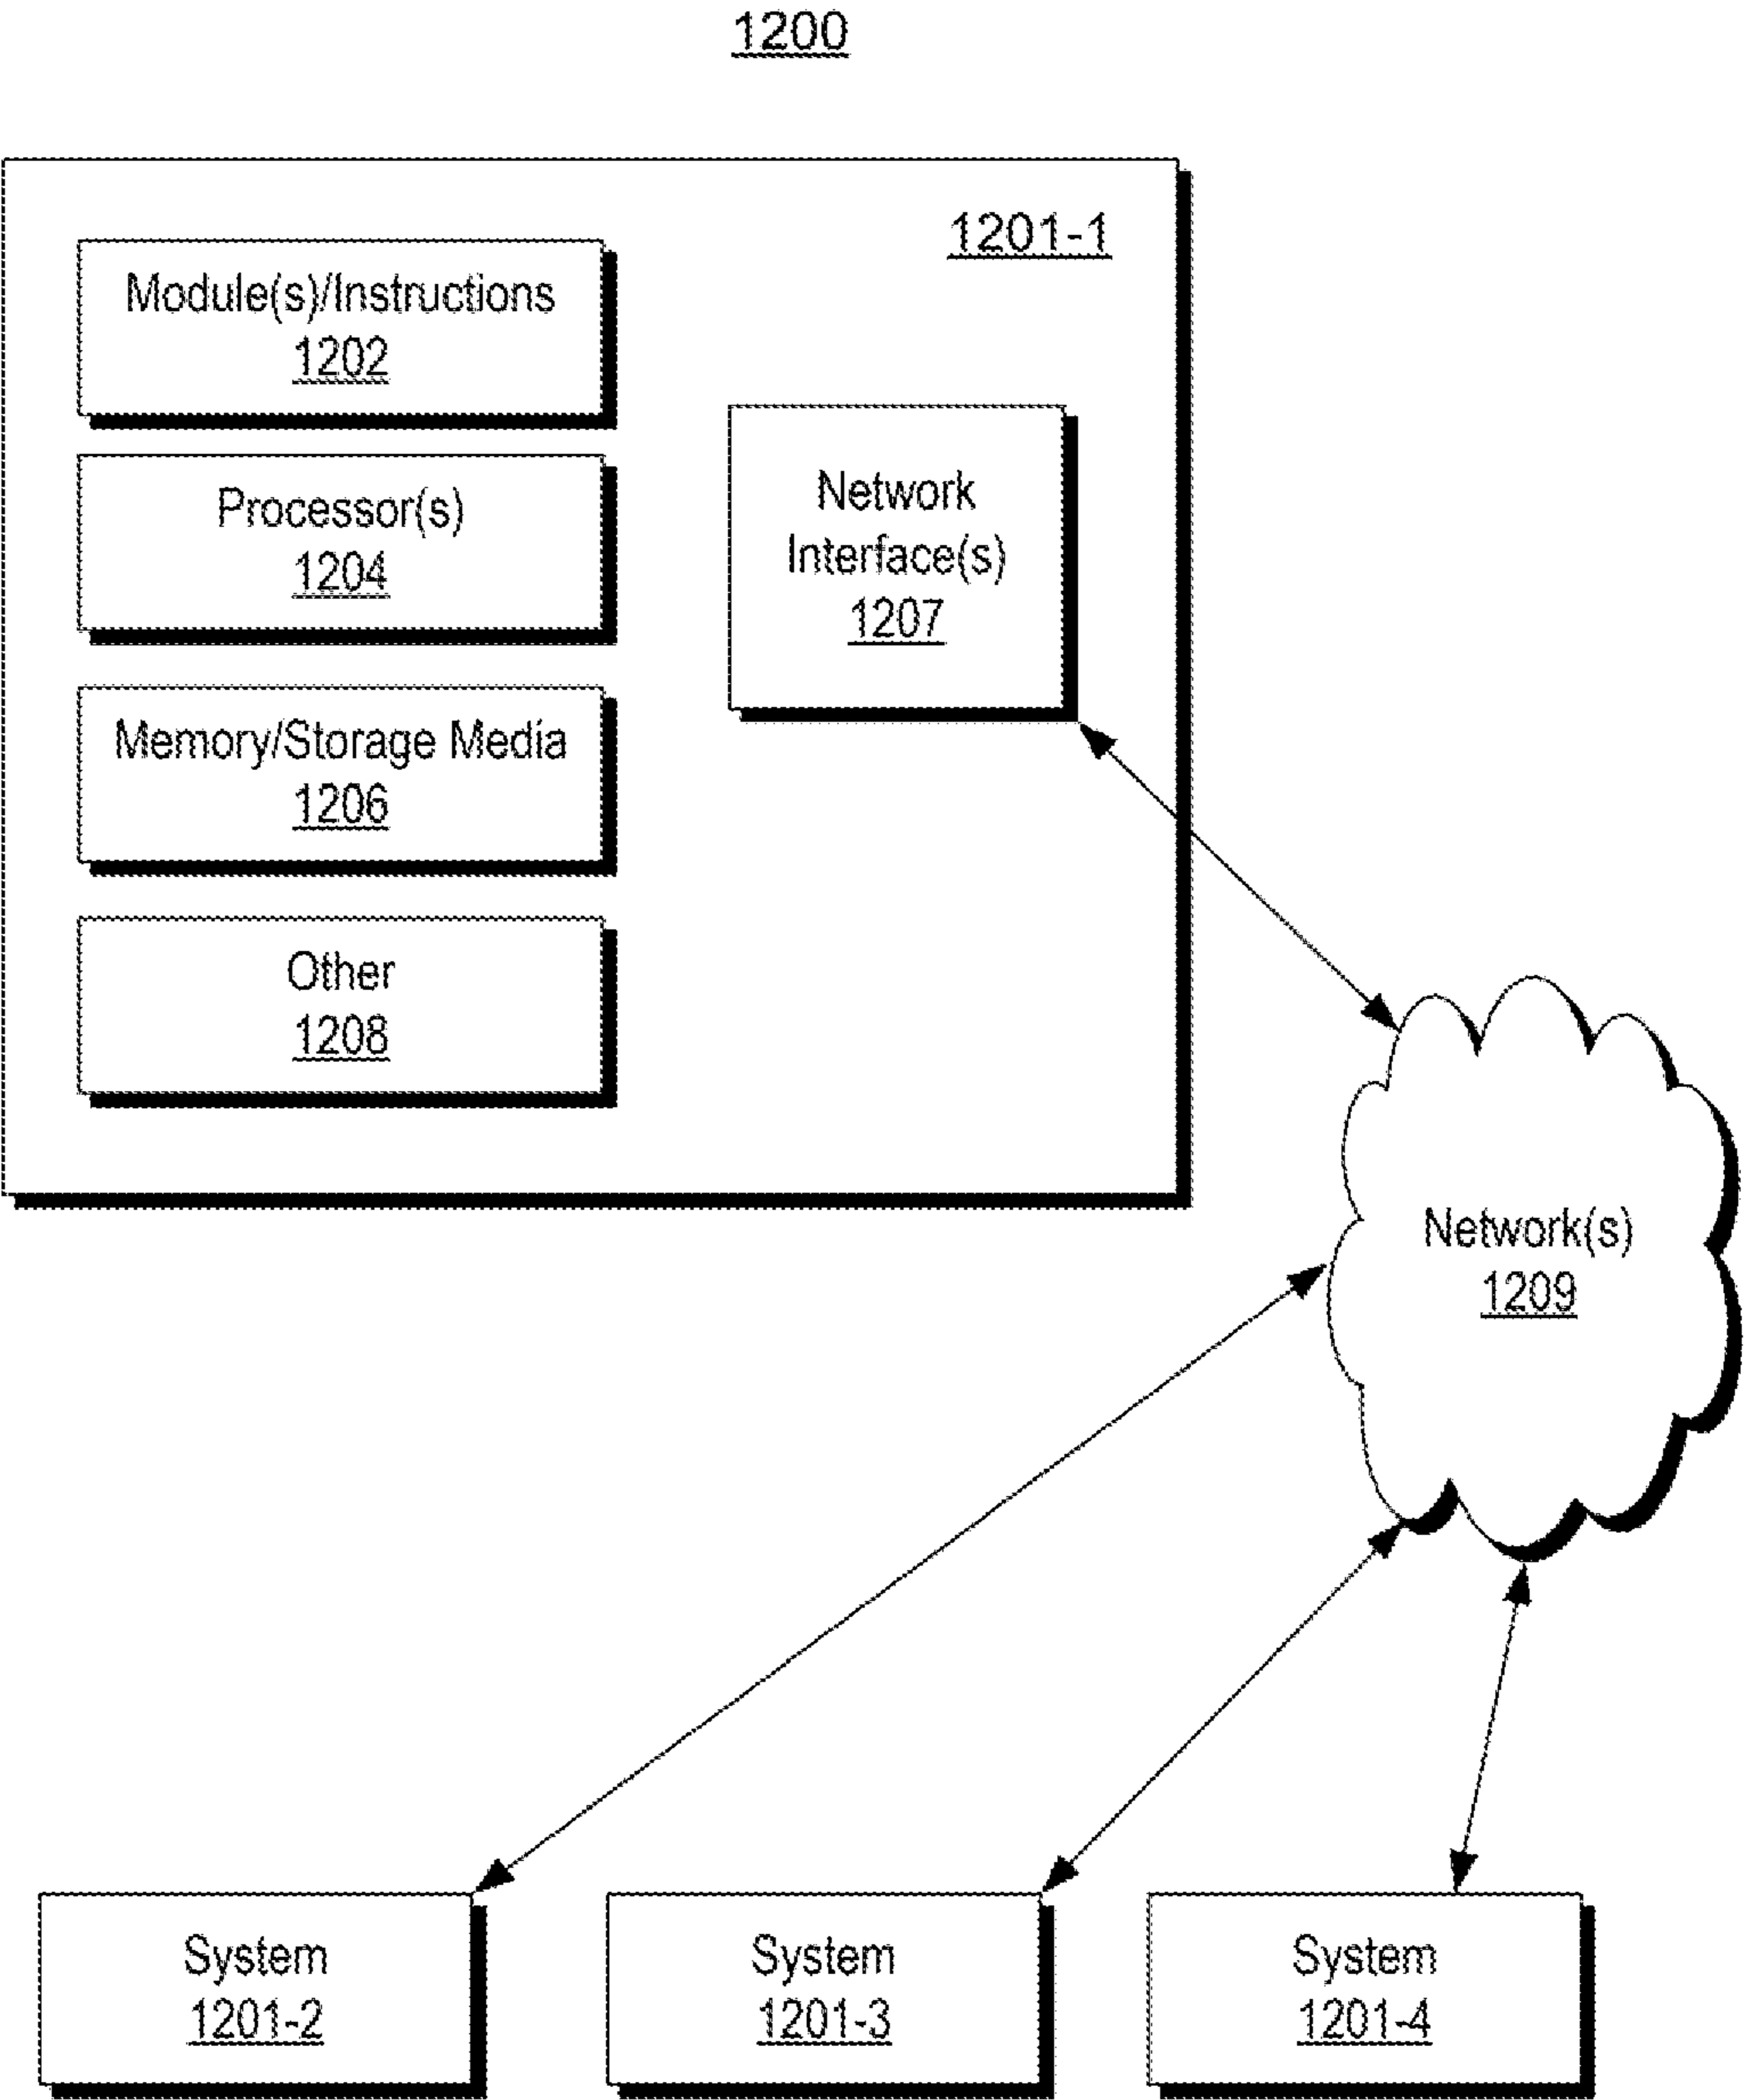 1200
1201-1
Module(s)/Instructions
1202
Processor(s)
1204
Memory/Storage Media
1206
Other
1208
Network
Interface(s)
1207
Network(s)
1209
System
1201-2
System
1201-3
System
1201-4